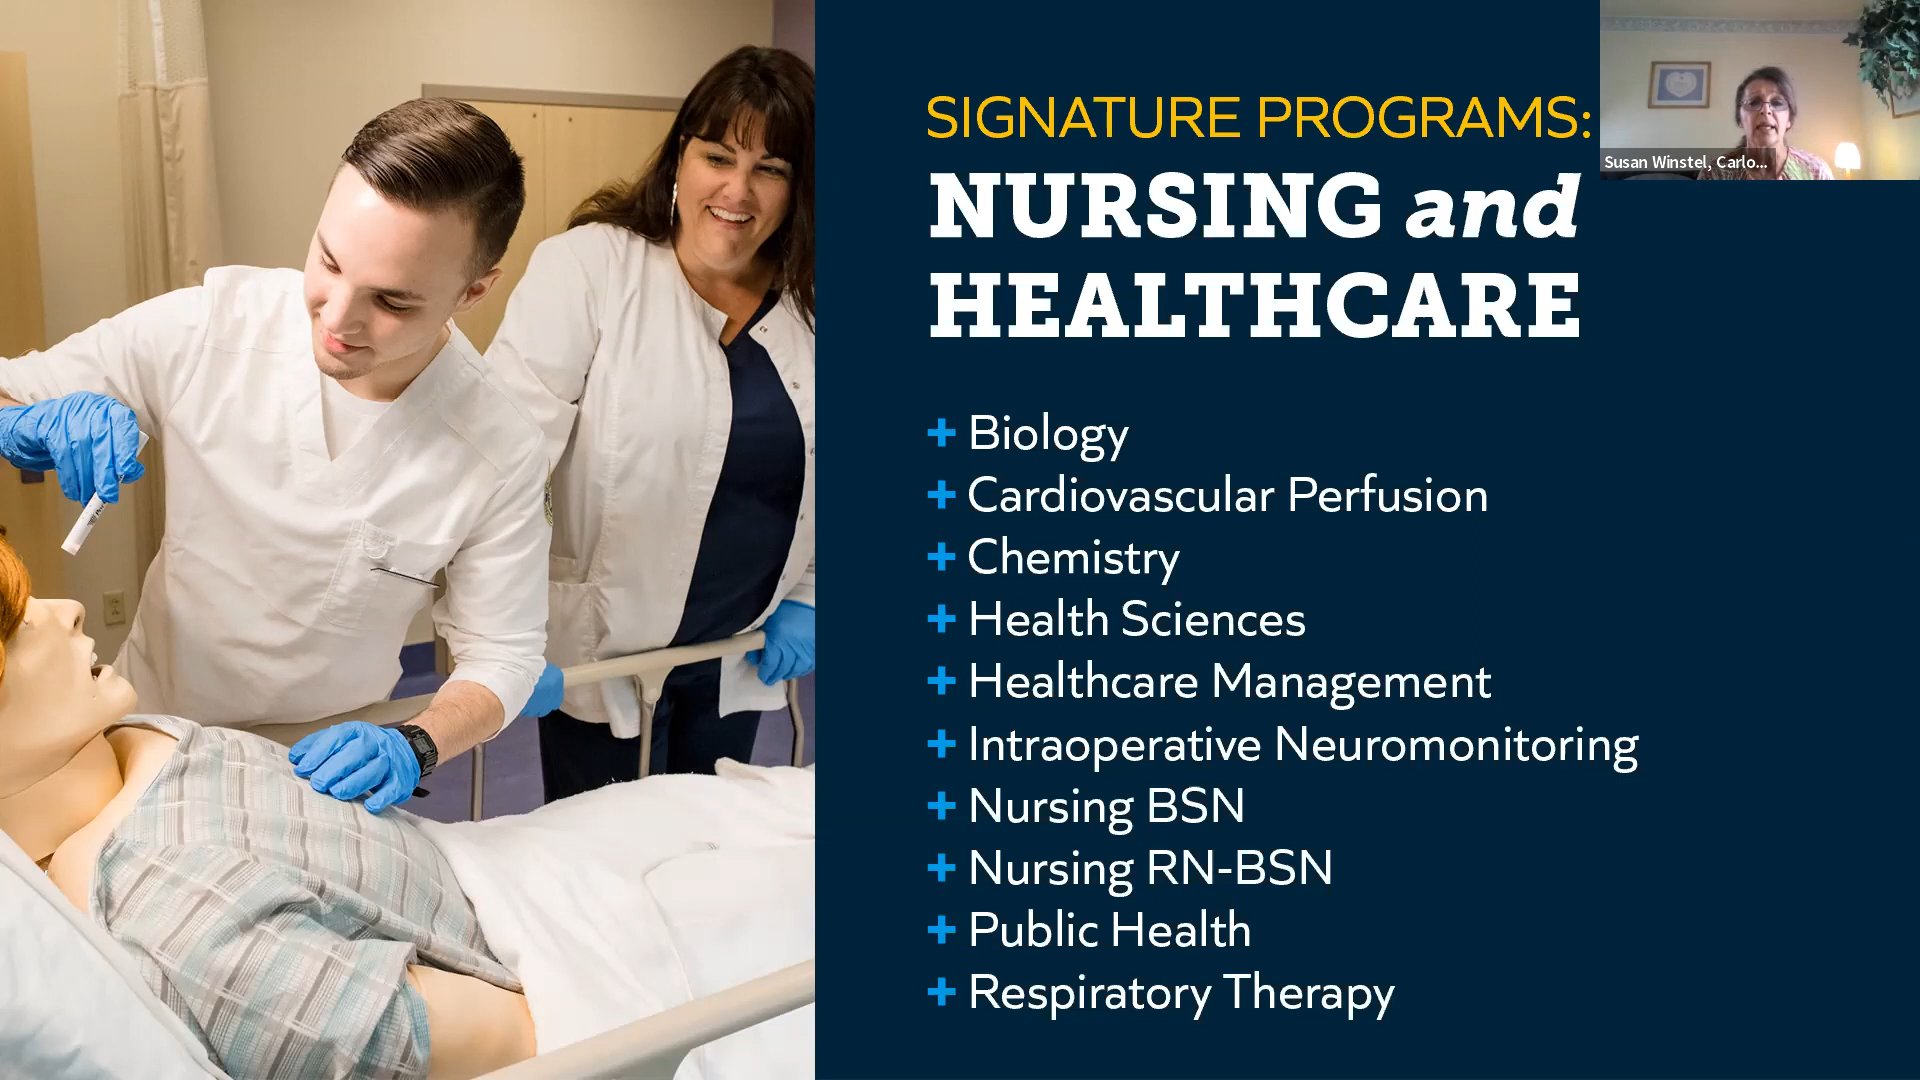 SIGNATURE PROGRAMS:
NURSING and
HEALTHCARE
+ Biology
+ Cardiovascular Perfusion
+ Chemistry
+ Health Sciences
+ Healthcare Management
+ Intraoperative Neuromonitoring
+ Nursing BSN
+ Nursing RN-BSN
+ Public Health
+ Respiratory Therapy
Susan Winstel, Carlo...